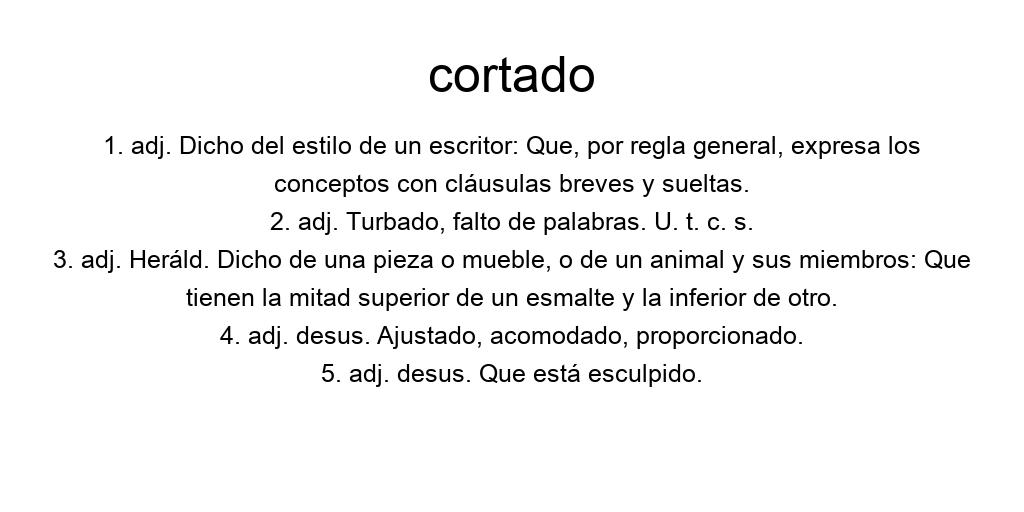 cortado
1. adj. Dicho del estilo de un escritor: Que, por regla general, expresa los
conceptos con cláusulas breves y sueltas.
2. adj. Turbado, falto de palabras. U. t. c. s.
3. adj. Heráld. Dicho de una pieza o mueble, o de un animal y sus miembros: Que
tienen la mitad superior de un esmalte y la inferior de otro.
4. adj. desus. Ajustado, acomodado, proporcionado.
5. adj. desus. Que está esculpido.